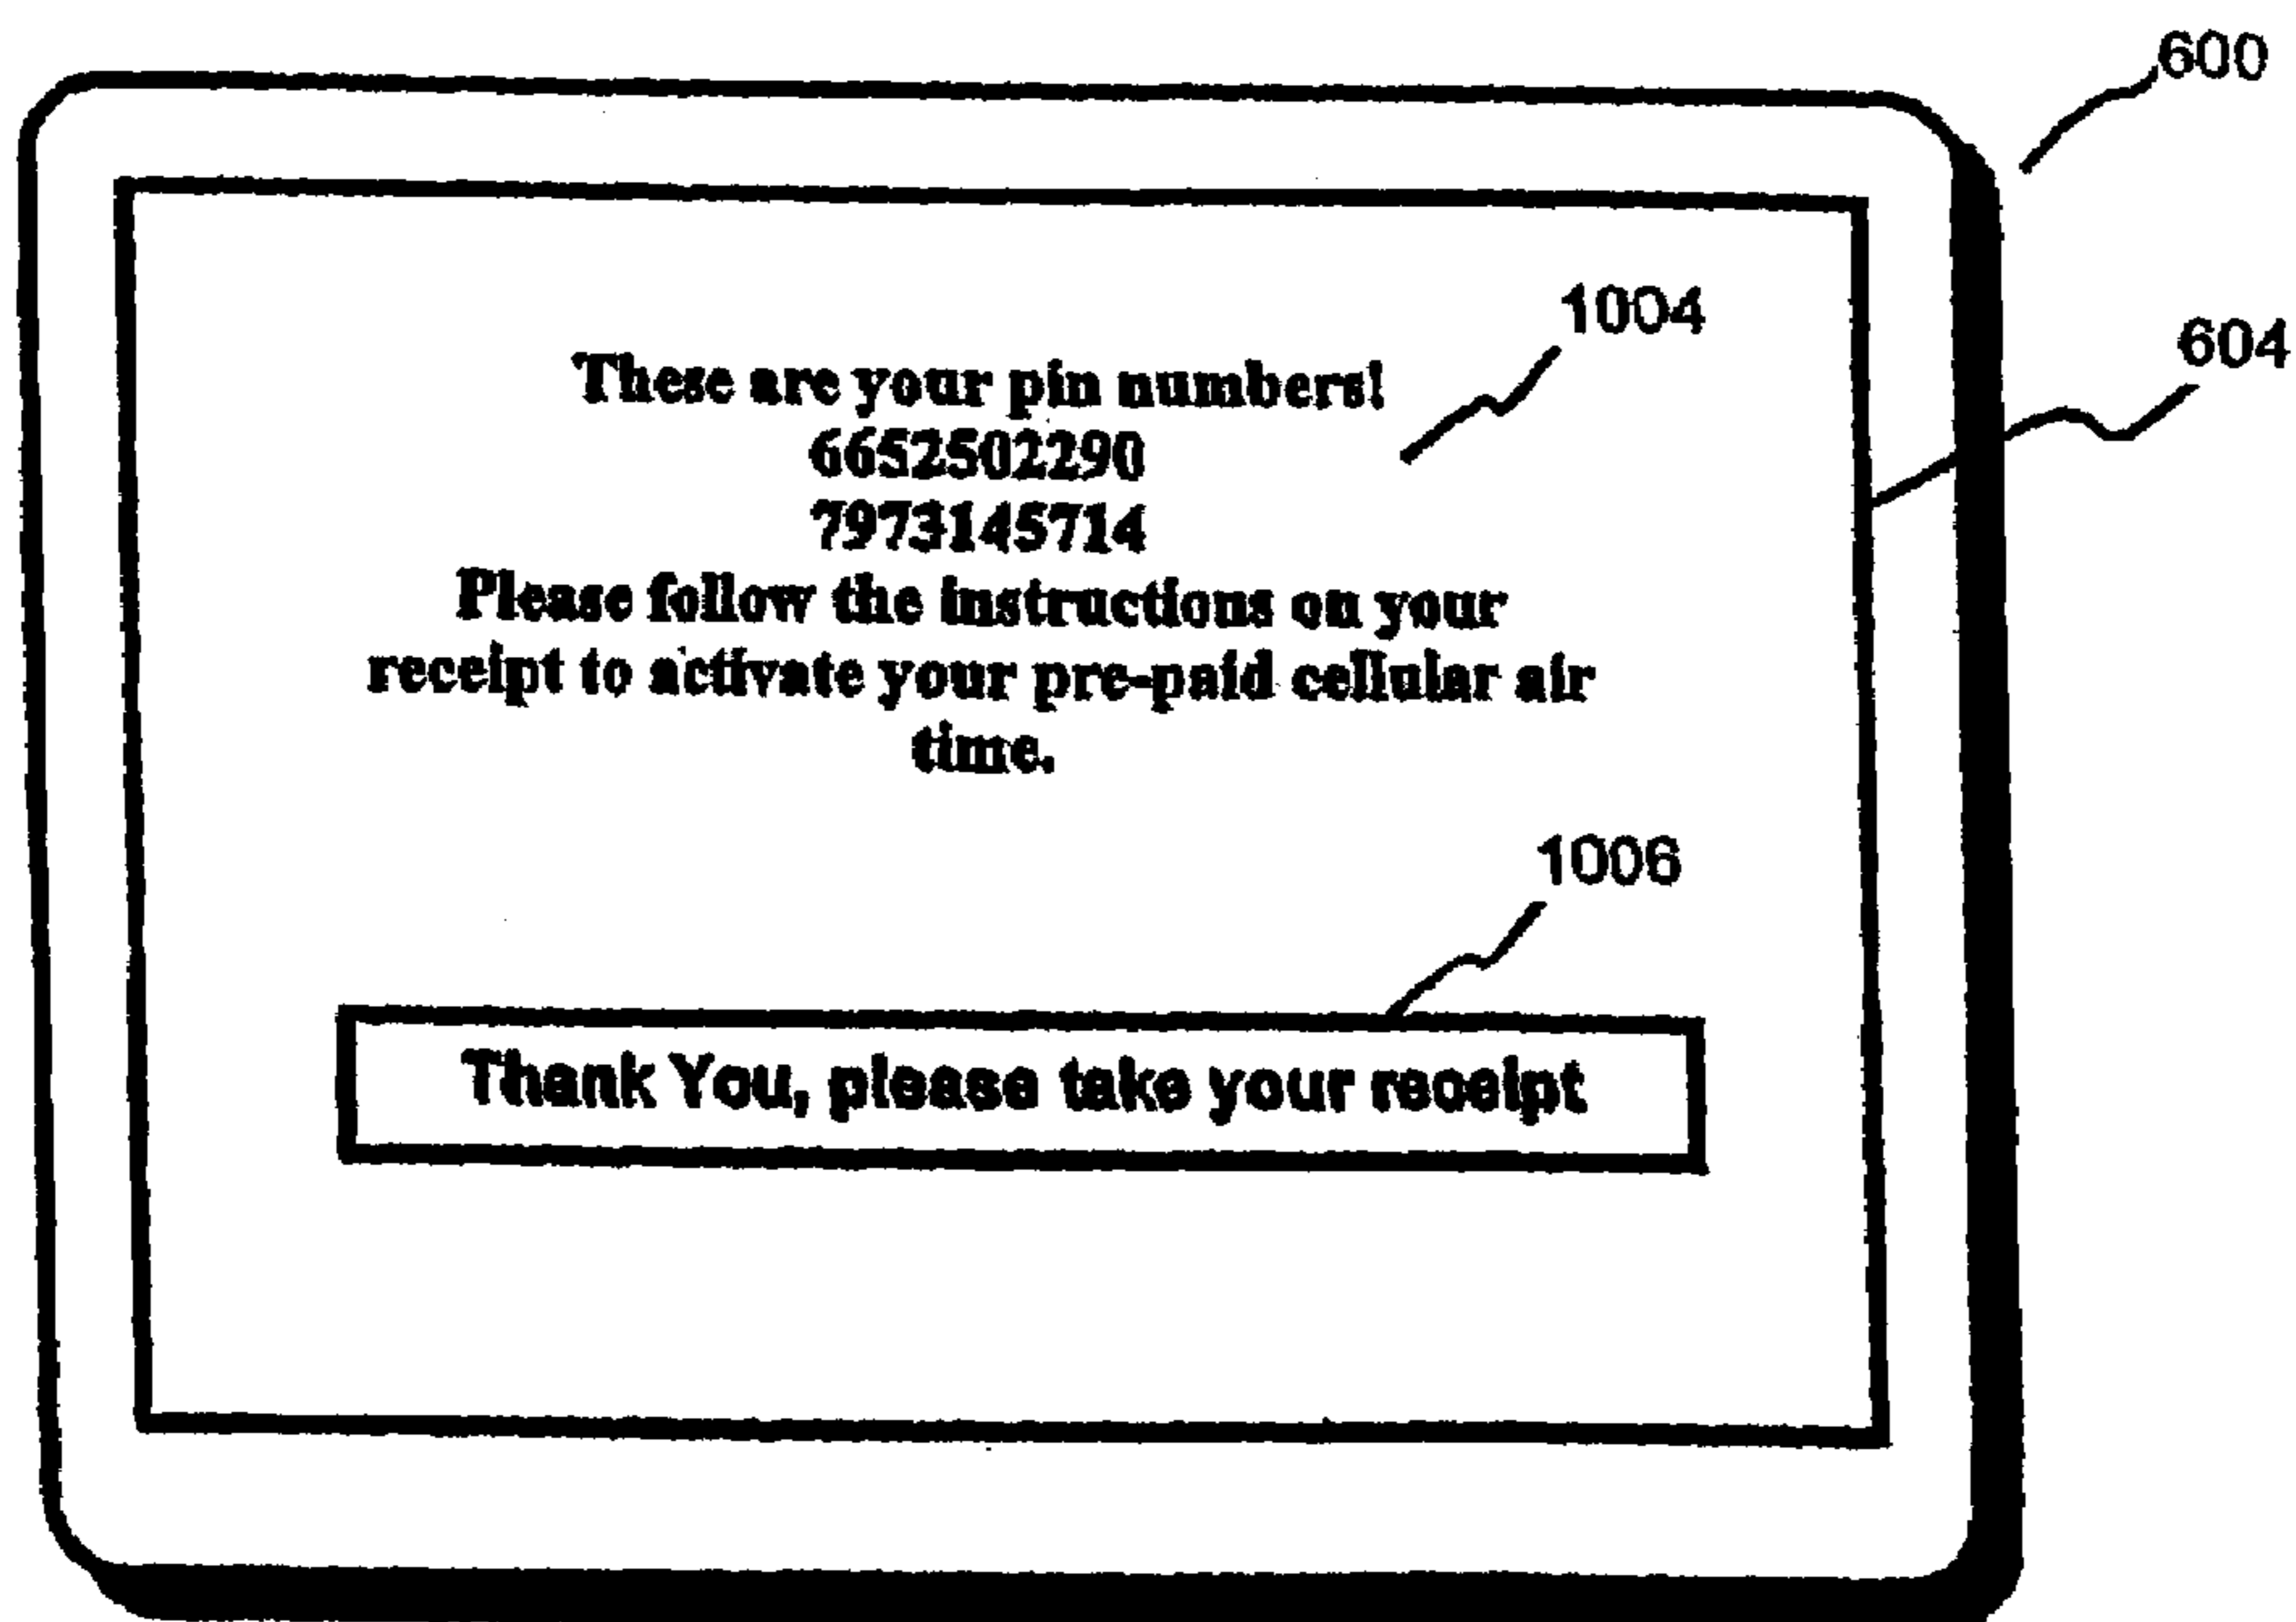 600
1004
604
These are your pin numbers!
6652502290
7973145714
Please follow the instructions on your
receipt to activate your pre-paid cellular air
time.
1006
Thank You, please take your receipt